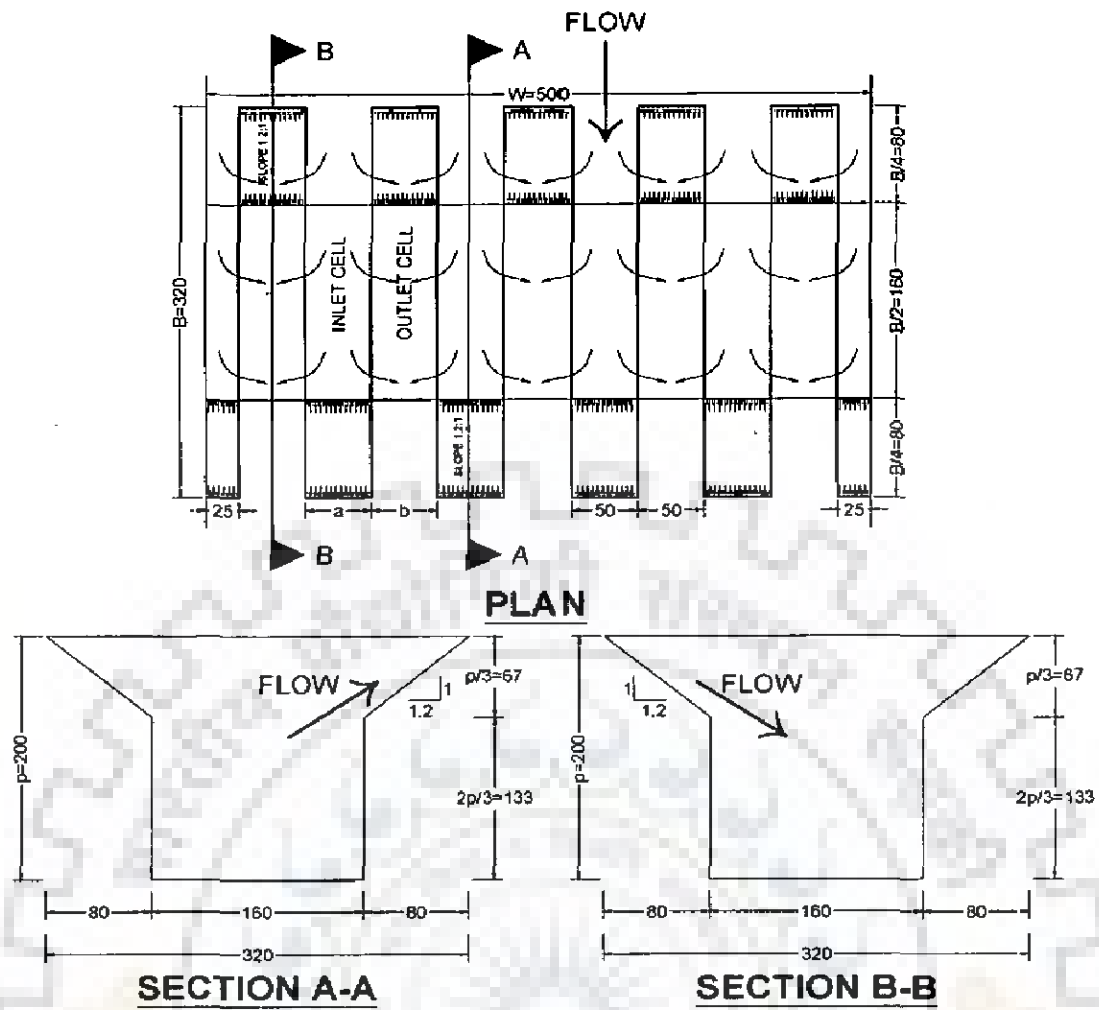 FLOW
B
A
W=500
SLOPE 1.2:1
B/4=80
B=320
INLET CELL
OUTLET CELL
B/2=160
SLOPE 1.2:1
B/4=80
25
a
b
50
50
25
B
A
PLAN
FLOW
1
1.2
p/3=67
p=200
2p/3=133
80
160
80
320
SECTION A-A
FLOW
1
1.2
p/3=67
p=200
2p/3=133
80
160
80
320
SECTION B-B